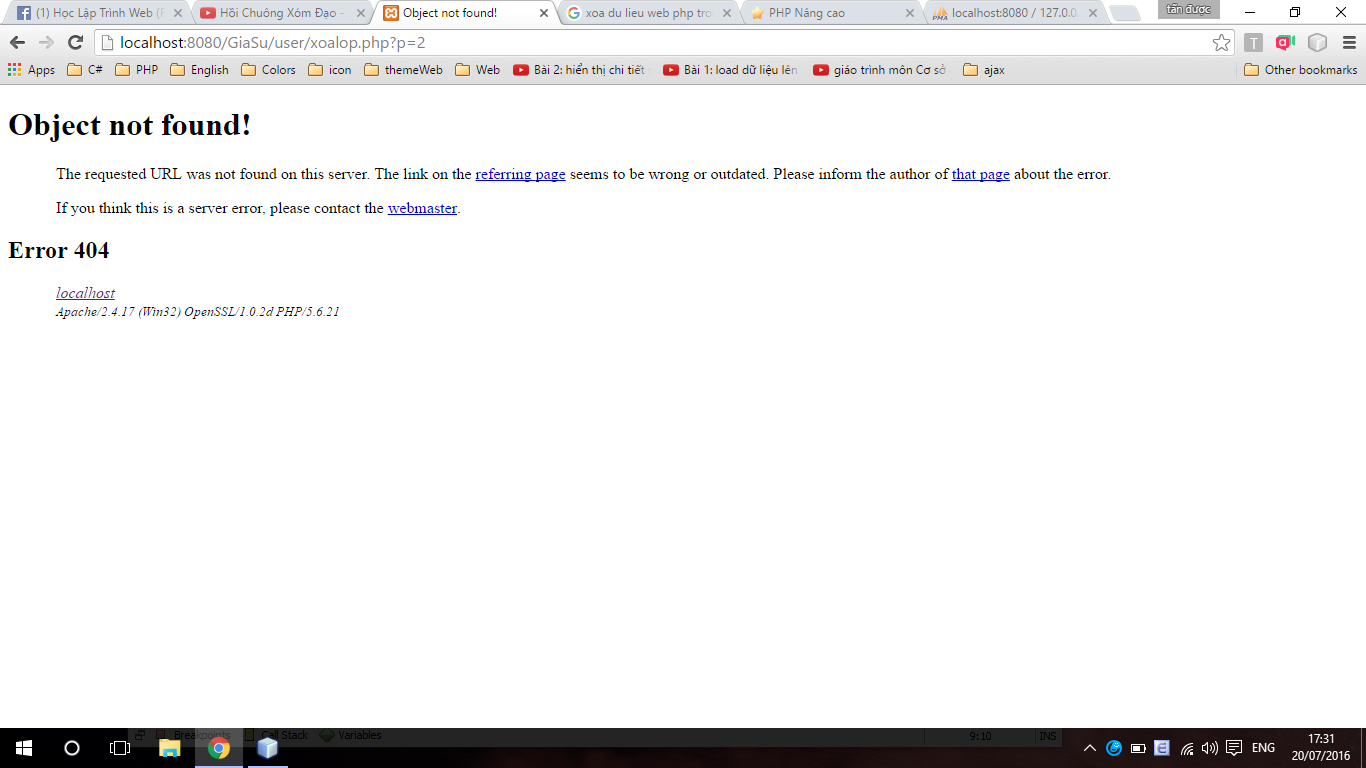 (1) Học Lập Trình Web (F
Hồi Chuông Xóm Đạo -
Object not found!
xoa du lieu web php tro
PHP Nâng cao
localhost:8080 / 127.0.0
tấn được
localhost:8080/GiaSu/user/xoalop.php?p=2
Apps
C#
PHP
English
Colors
icon
themeWeb
Web
Bài 2: hiển thị chi tiết
Bài 1: load dữ liệu lên
giáo trình môn Cơ sở
ajax
Other bookmarks
Object not found!
The requested URL was not found on this server. The link on the referring page seems to be wrong or outdated. Please inform the author of that page about the error.
If you think this is a server error, please contact the webmaster.
Error 404
localhost
Apache/2.4.17 (Win32) OpenSSL/1.0.2d PHP/5.6.21
Breakpoints
Call Stack
Variables
9:10
INS
ENG
17:31
20/07/2016